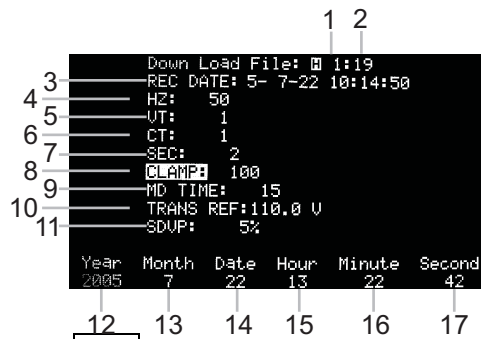 1 2
Down Load File: H 1:19
3 REC DATE: 5- 7-22 10:14:50
4 HZ: 50
5 VT: 1
6 CT: 1
7 SEC: 2
8 CLAMP: 100
9 MD TIME: 15
10 TRANS REF:110.0 V
11 SDVP: 5%
Year Month Date Hour Minute Second
2005 7 22 13 22 42
12 13 14 15 16 17